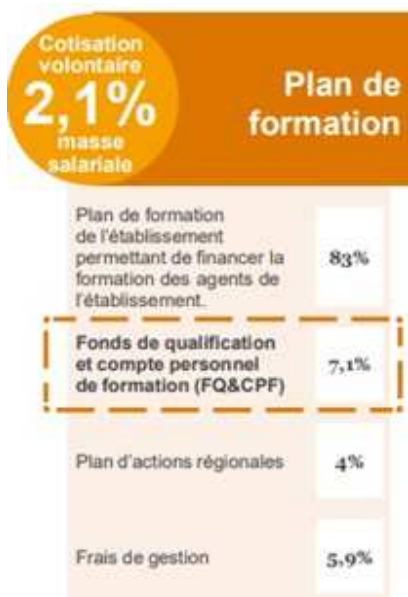 Cotisation
volontaire
2,1%
masse
salariale
Plan de
formation
Plan de formation
de l'établissement
permettant de financer la
formation des agents de
l'établissement.
83%
Fonds de qualification
et compte personnel
de formation (FQ&CPF)
7,1%
Plan d'actions régionales
4%
Frais de gestion
5,9%